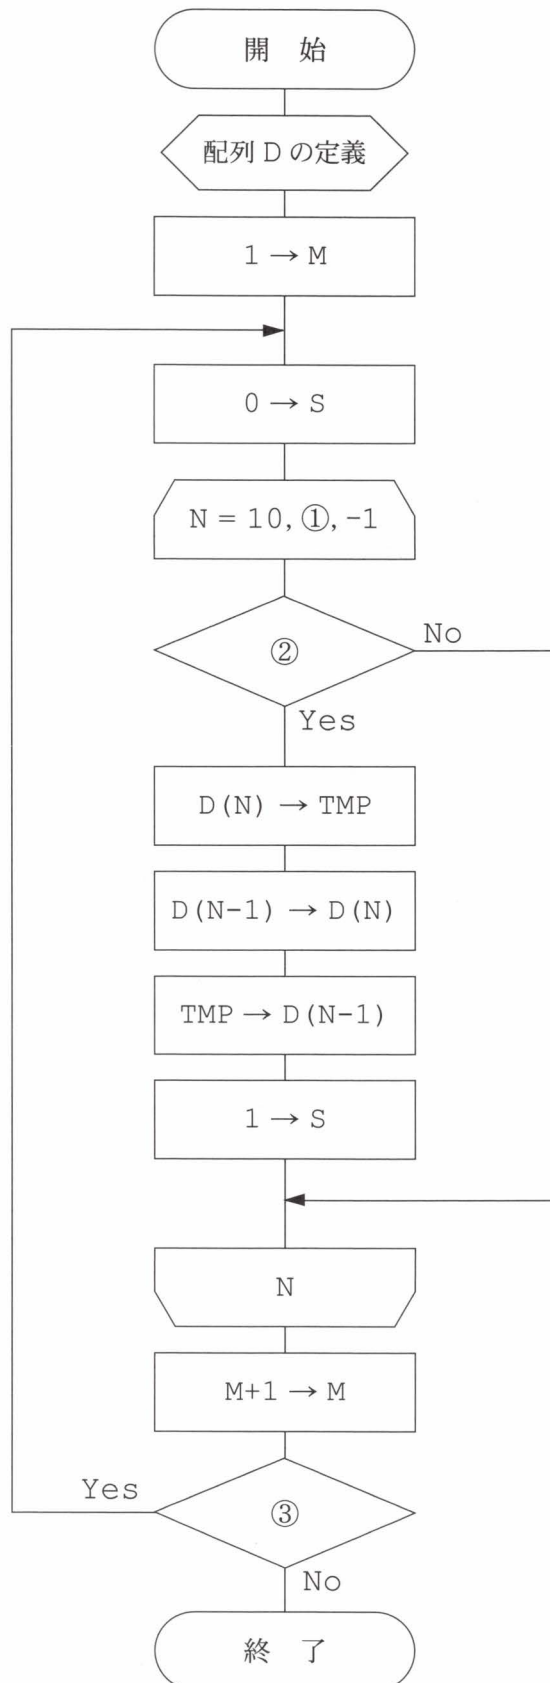 開 始
配列 D の定義
1 → M
0 → S
N = 10, ①, -1
②
No
Yes
D(N) → TMP
D(N-1) → D(N)
TMP → D(N-1)
1 → S
N
M+1 → M
Yes
③
No
終 了